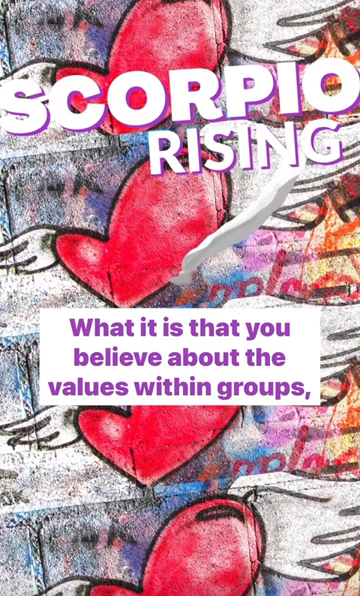 SCORPIO
RISING
What it is that you
believe about the
values within groups,